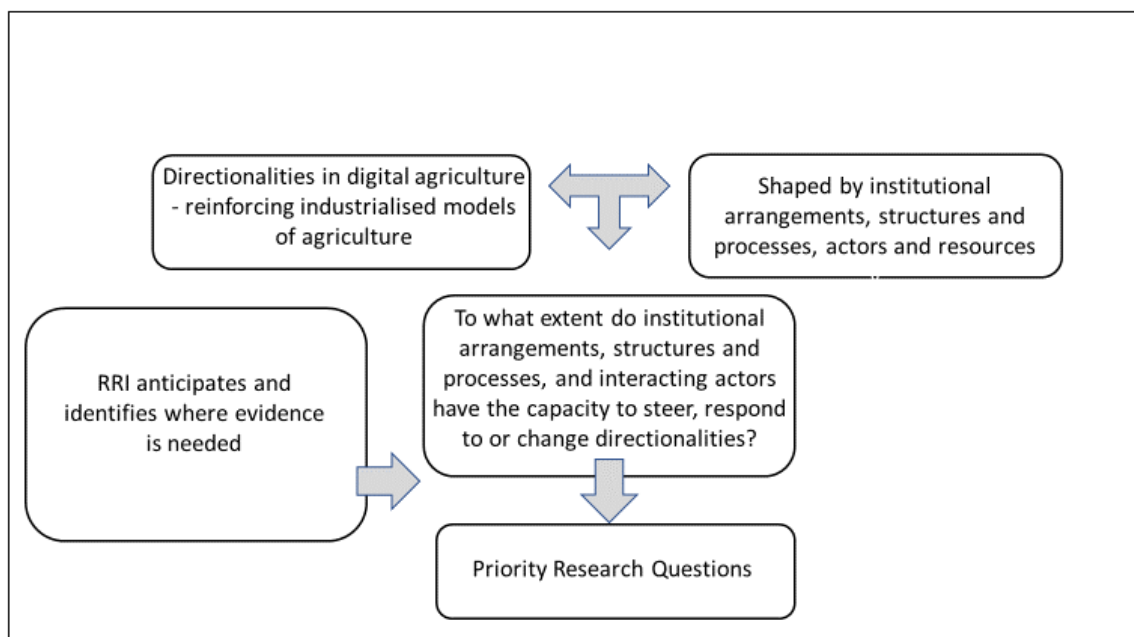 Directionalities in digital agriculture
- reinforcing industrialised models
of agriculture
Shaped by institutional
arrangements, structures and
processes, actors and resources
RRI anticipates and
identifies where evidence
is needed
To what extent do institutional
arrangements, structures and
processes, and interacting actors
have the capacity to steer, respond
to or change directionalities?
Priority Research Questions